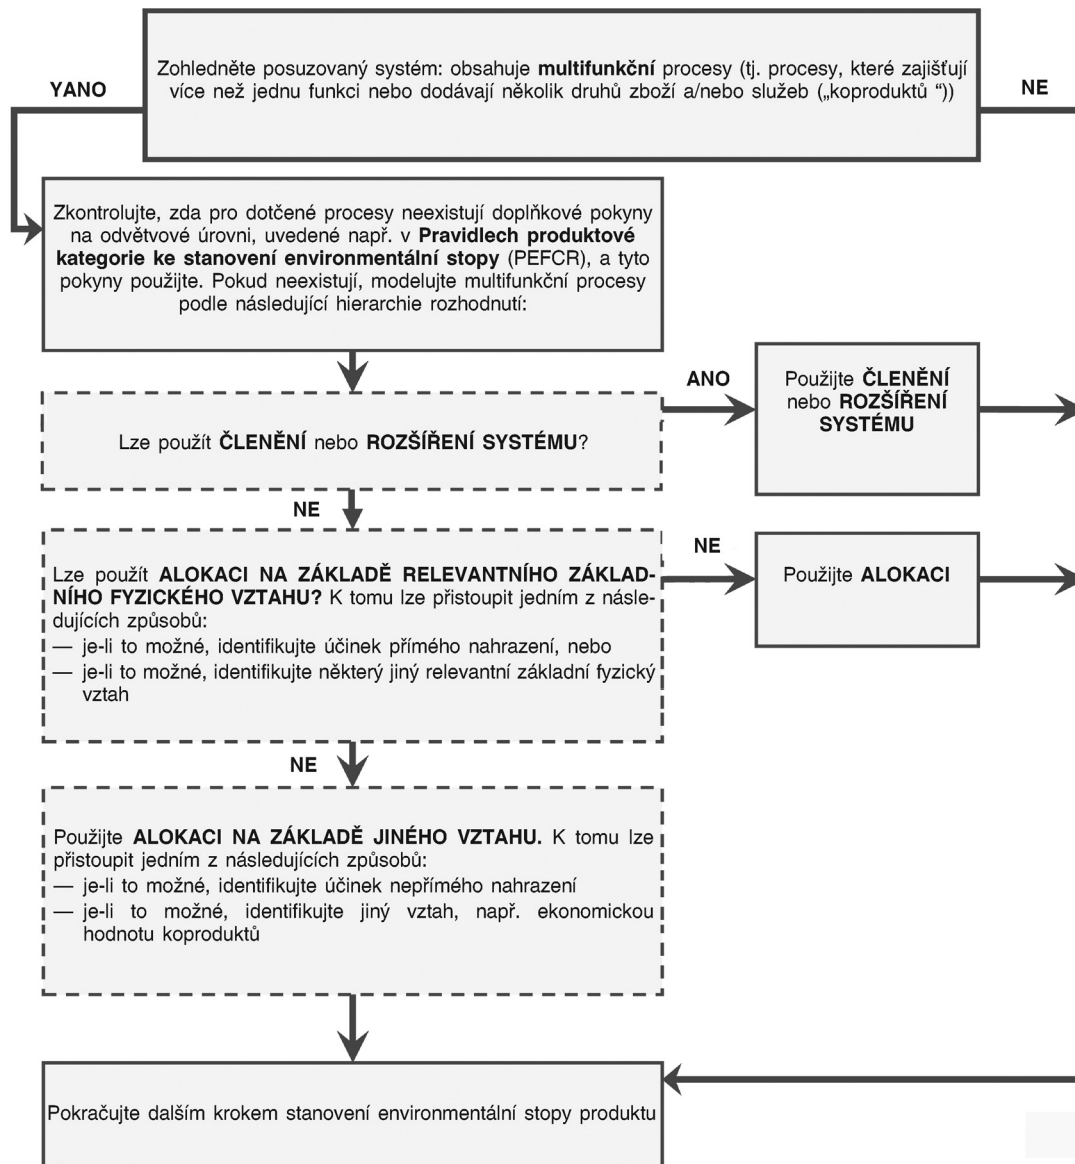 Zohledněte posuzovaný systém: obsahuje multifunkční procesy (tj. procesy, které zajišťují
více než jednu funkci nebo dodávají několik druhů zboží a/nebo služeb („koproduktů “))
YANO
NE
Zkontrolujte, zda pro dotčené procesy neexistují doplňkové pokyny
na odvětvové úrovni, uvedené např. v Pravidlech produktové
kategorie ke stanovení environmentální stopy (PEFCR), a tyto
pokyny použijte. Pokud neexistují, modelujte multifunkční procesy
podle následující hierarchie rozhodnutí:
Lze použít ČLENĚNÍ nebo ROZŠÍŘENÍ SYSTÉMU?
ANO
Použijte ČLENĚNÍ
nebo ROZŠÍŘENÍ
SYSTÉMU
NE
Lze použít ALOKACI NA ZÁKLADĚ RELEVANTNÍHO ZÁKLAD-
NÍHO FYZICKÉHO VZTAHU? K tomu lze přistoupit jedním z násle-
dujících způsobů:
— je-li to možné, identifikujte účinek přímého nahrazení, nebo
— je-li to možné, identifikujte některý jiný relevantní základní fyzický
vztah
NE
Použijte ALOKACI
NE
Použijte ALOKACI NA ZÁKLADĚ JINÉHO VZTAHU. K tomu lze
přistoupit jedním z následujících způsobů:
— je-li to možné, identifikujte účinek nepřímého nahrazení
— je-li to možné, identifikujte jiný vztah, např. ekonomickou
hodnotu koproduktů
Pokračujte dalším krokem stanovení environmentální stopy produktu